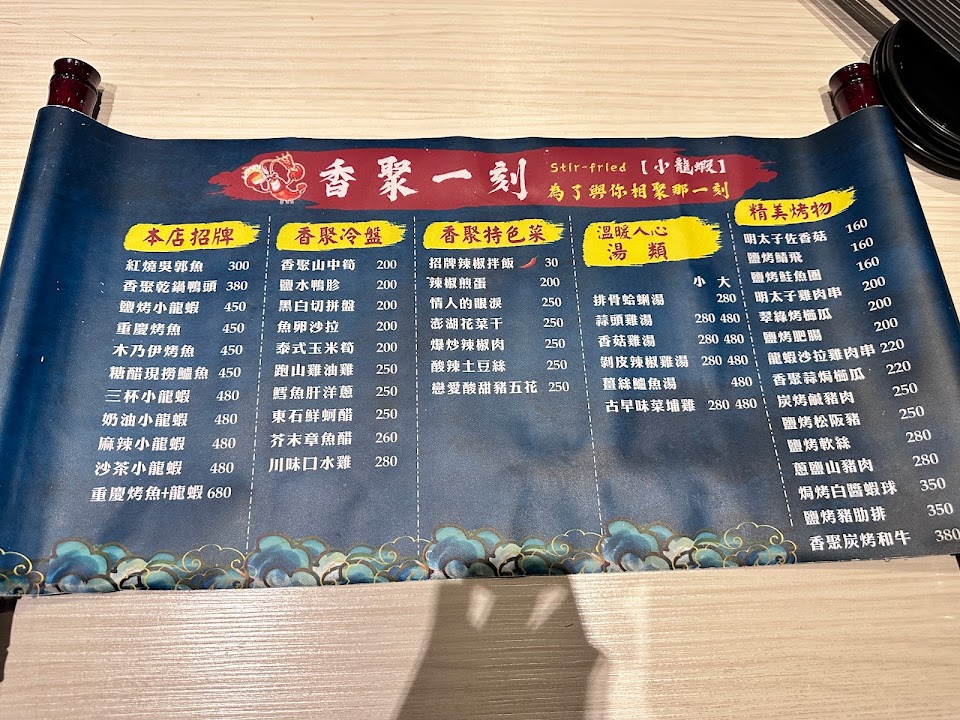 香聚一刻
Stir-fried【小龍蝦】
為了與你相聚那一刻
本店招牌
紅燒吳郭魚 300
香聚乾鍋鴨頭 380
鹽烤小龍蝦 450
重慶烤魚 450
木乃伊烤魚 450
糖醋現撈鱸魚 450
三杯小龍蝦 480
奶油小龍蝦 480
麻辣小龍蝦 480
沙茶小龍蝦 480
重慶烤魚+龍蝦 680
香聚冷盤
香聚山中筍 200
鹽水鴨胗 200
黑白切拼盤 200
魚卵沙拉 200
泰式玉米筍 200
跑山雞油雞 250
鱈魚肝洋蔥 250
東石鮮蚵醋 250
芥末章魚醋 260
川味口水雞 280
香聚特色菜
招牌辣椒拌飯 30
辣椒煎蛋 200
情人的眼淚 250
澎湖花菜干 250
爆炒辣椒肉 250
酸辣土豆絲 250
戀愛酸甜豬五花 250
溫暖人心
湯類
小 大
排骨蛤蜊湯 280
蒜頭雞湯 280 480
香菇雞湯 280 480
剝皮辣椒雞湯 280 480
薑絲鱸魚湯 480
古早味菜埔雞 280 480
精美烤物
明太子佐香菇 160
鹽烤鯖飛 160
鹽烤鮭魚圈 160
明太子雞肉串 200
翠綠烤櫛瓜 200
鹽烤肥腸 200
龍蝦沙拉雞肉串 220
香聚蒜焗櫛瓜 220
炭烤鹹豬肉 250
鹽烤松阪豬 250
鹽烤軟絲 280
蔥鹽山豬肉 280
焗烤白醬蝦球 350
鹽烤豬肋排 350
香聚炭烤和牛 380